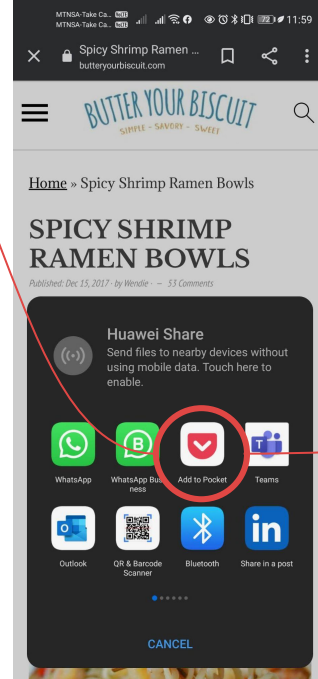 MTNSA-Take Ca...
MTNSA-Take Ca...
72
11:59
Spicy Shrimp Ramen ...
butteryourbiscuit.com
BUTTER YOUR BISCUIT
SIMPLE - SAVORY - SWEET
Home » Spicy Shrimp Ramen Bowls
SPICY SHRIMP
RAMEN BOWLS
Published: Dec 15, 2017 · by Wendie · — 53 Comments
Huawei Share
Send files to nearby devices without
using mobile data. Touch here to
enable.
WhatsApp
WhatsApp Bus
ness
Add to Pocket
Teams
Outlook
QR & Barcode
Scanner
Bluetooth
Share in a post
CANCEL